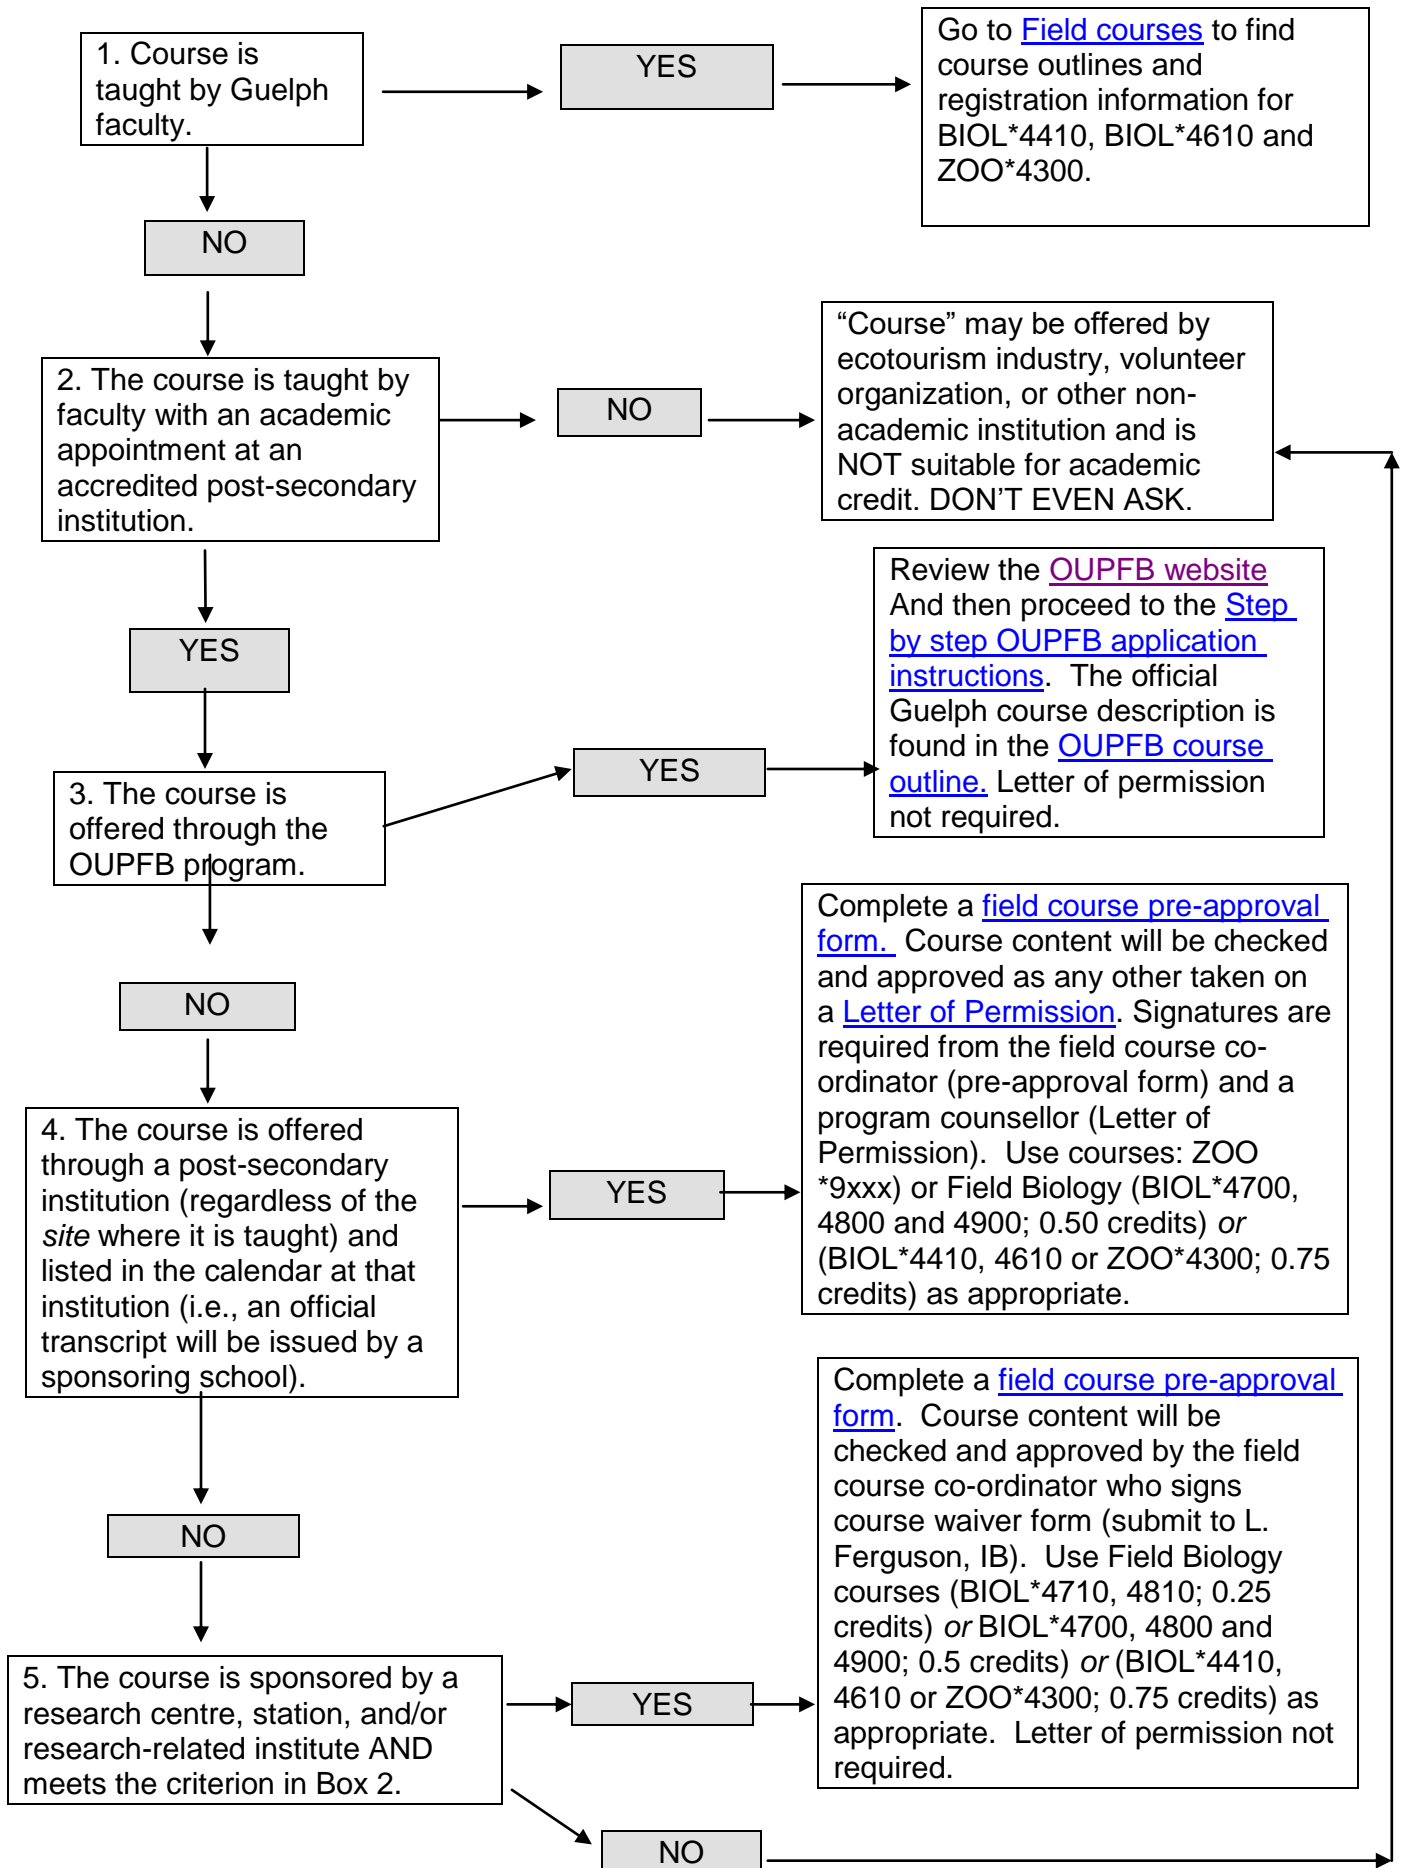 1. Course is
taught by Guelph
faculty.
YES
Go to Field courses to find
course outlines and
registration information for
BIOL*4410, BIOL*4610 and
ZOO*4300.
NO
2. The course is taught by
faculty with an academic
appointment at an
accredited post-secondary
institution.
NO
“Course” may be offered by
ecotourism industry, volunteer
organization, or other non-
academic institution and is
NOT suitable for academic
credit. DON’T EVEN ASK.
YES
3. The course is
offered through the
OUPFB program.
YES
Review the OUPFB website
And then proceed to the Step
by step OUPFB application
instructions.  The official
Guelph course description is
found in the OUPFB course
outline. Letter of permission
not required.
NO
4. The course is offered
through a post-secondary
institution (regardless of the
site where it is taught) and
listed in the calendar at that
institution (i.e., an official
transcript will be issued by a
sponsoring school).
YES
Complete a field course pre-approval
form.  Course content will be checked
and approved as any other taken on
a Letter of Permission. Signatures are
required from the field course co-
ordinator (pre-approval form) and a
program counsellor (Letter of
Permission).  Use courses: ZOO
*9xxx) or Field Biology (BIOL*4700,
4800 and 4900; 0.50 credits) or
(BIOL*4410, 4610 or ZOO*4300; 0.75
credits) as appropriate.
NO
5. The course is sponsored by a
research centre, station, and/or
research-related institute AND
meets the criterion in Box 2.
YES
Complete a field course pre-approval
form.  Course content will be
checked and approved by the field
course co-ordinator who signs
course waiver form (submit to L.
Ferguson, IB).  Use Field Biology
courses (BIOL*4710, 4810; 0.25
credits) or BIOL*4700, 4800 and
4900; 0.5 credits) or (BIOL*4410,
4610 or ZOO*4300; 0.75 credits) as
appropriate.  Letter of permission not
required.
NO